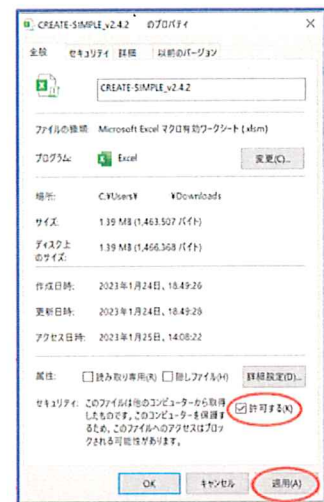 CREATE-SIMPLE_v2.4.2 のプロパティ
全般 セキュリティ 詳細 以前のバージョン
CREATE-SIMPLE_v2.4.2
ファイルの種類: Microsoft Excel マクロ有効ワークシート (.xlsm)
プログラム: Excel 変更(C)...
場所: C:¥Users¥ ¥Downloads
サイズ: 1.39 MB (1,463,507 バイト)
ディスク上
のサイズ: 1.39 MB (1,466,368 バイト)
作成日時: 2023年1月24日、18:49:26
更新日時: 2023年1月24日、18:49:28
アクセス日時: 2023年1月25日、14:08:22
属性: 読み取り専用(R) 隠しファイル(H) 詳細設定(D)...
セキュリティ: このファイルは他のコンピューターから取得
したものです。このコンピューターを保護す
るため、このファイルへのアクセスはブロッ
クされる可能性があります。
許可する(K)
OK キャンセル 適用(A)